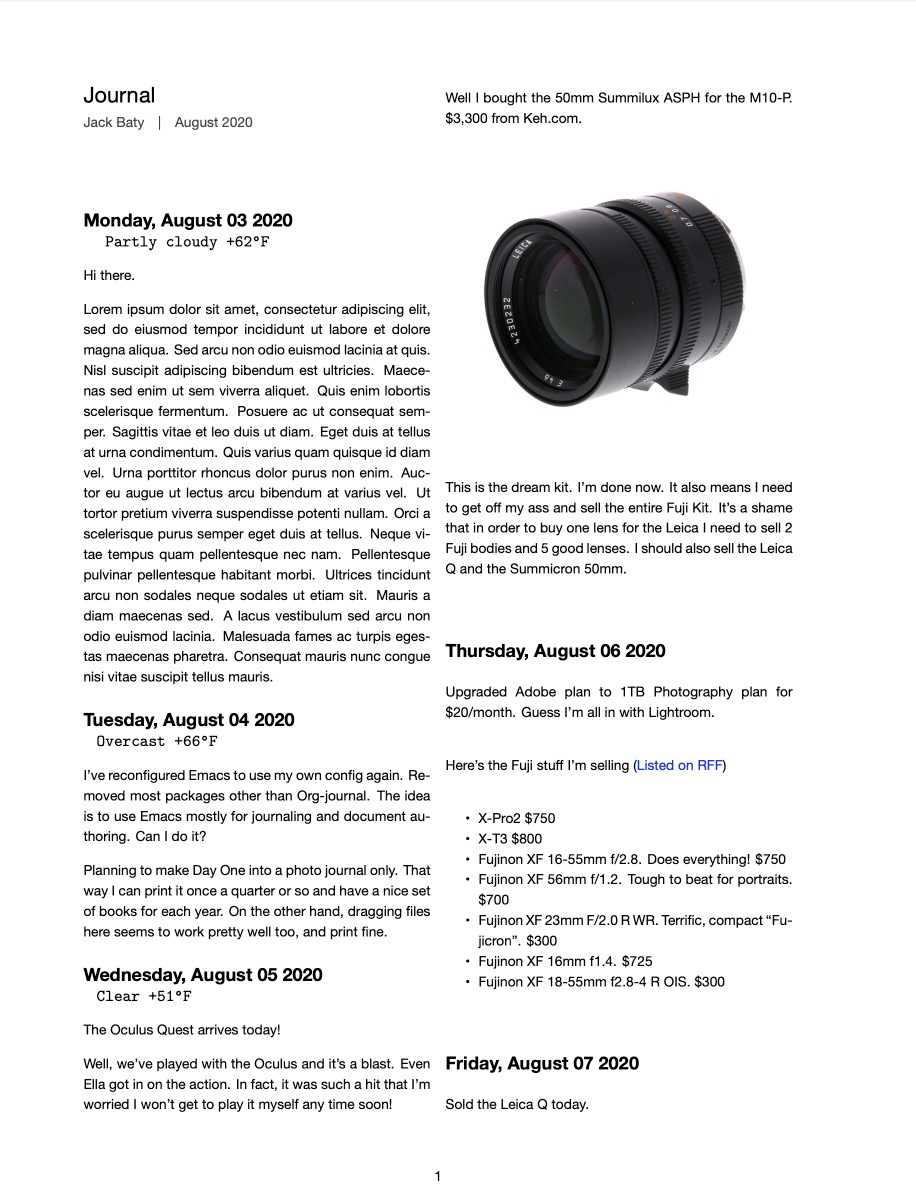 Journal
Jack Baty | August 2020
Monday, August 03 2020
Partly cloudy +62°F
Hi there.
Lorem ipsum dolor sit amet, consectetur adipiscing elit,
sed do eiusmod tempor incididunt ut labore et dolore
magna aliqua. Sed arcu non odio euismod lacinia at quis.
Nisl suscipit adipiscing bibendum est ultricies. Maece-
nas sed enim ut sem viverra aliquet. Quis enim lobortis
scelerisque fermentum. Posuere ac ut consequat sem-
per. Sagittis vitae et leo duis ut diam. Eget duis at tellus
at urna condimentum. Quis varius quam quisque id diam
vel. Urna porttitor rhoncus dolor purus non enim. Auc-
tor eu augue ut lectus arcu bibendum at varius vel. Ut
tortor pretium viverra suspendisse potenti nullam. Orci a
scelerisque purus semper eget duis at tellus. Neque vi-
tae tempus quam pellentesque nec nam. Pellentesque
pulvinar pellentesque habitant morbi. Ultrices tincidunt
arcu non sodales neque sodales ut etiam sit. Mauris a
diam maecenas sed. A lacus vestibulum sed arcu non
odio euismod lacinia. Malesuada fames ac turpis eges-
tas maecenas pharetra. Consequat mauris nunc congue
nisi vitae suscipit tellus mauris.
Tuesday, August 04 2020
Overcast +66°F
I've reconfigured Emacs to use my own config again. Re-
moved most packages other than Org-journal. The idea
is to use Emacs mostly for journaling and document au-
thoring. Can I do it?
Planning to make Day One into a photo journal only. That
way I can print it once a quarter or so and have a nice set
of books for each year. On the other hand, dragging files
here seems to work pretty well too, and print fine.
Wednesday, August 05 2020
Clear +51°F
The Oculus Quest arrives today!
Well, we've played with the Oculus and it's a blast. Even
Ella got in on the action. In fact, it was such a hit that I'm
worried I won't get to play it myself any time soon!
Well I bought the 50mm Summilux ASPH for the M10-P.
$3,300 from Keh.com.
LEICA
4230232
E 46
07 08
This is the dream kit. I'm done now. It also means I need
to get off my ass and sell the entire Fuji Kit. It's a shame
that in order to buy one lens for the Leica I need to sell 2
Fuji bodies and 5 good lenses. I should also sell the Leica
Q and the Summicron 50mm.
Thursday, August 06 2020
Upgraded Adobe plan to 1TB Photography plan for
$20/month. Guess I'm all in with Lightroom.
Here's the Fuji stuff I'm selling (Listed on RFF)
• X-Pro2 $750
• X-T3 $800
• Fujinon XF 16-55mm f/2.8. Does everything! $750
• Fujinon XF 56mm f/1.2. Tough to beat for portraits.
$700
• Fujinon XF 23mm F/2.0 R WR. Terrific, compact “Fu-
jicron”. $300
• Fujinon XF 16mm f1.4. $725
• Fujinon XF 18-55mm f2.8-4 R OIS. $300
Friday, August 07 2020
Sold the Leica Q today.
1